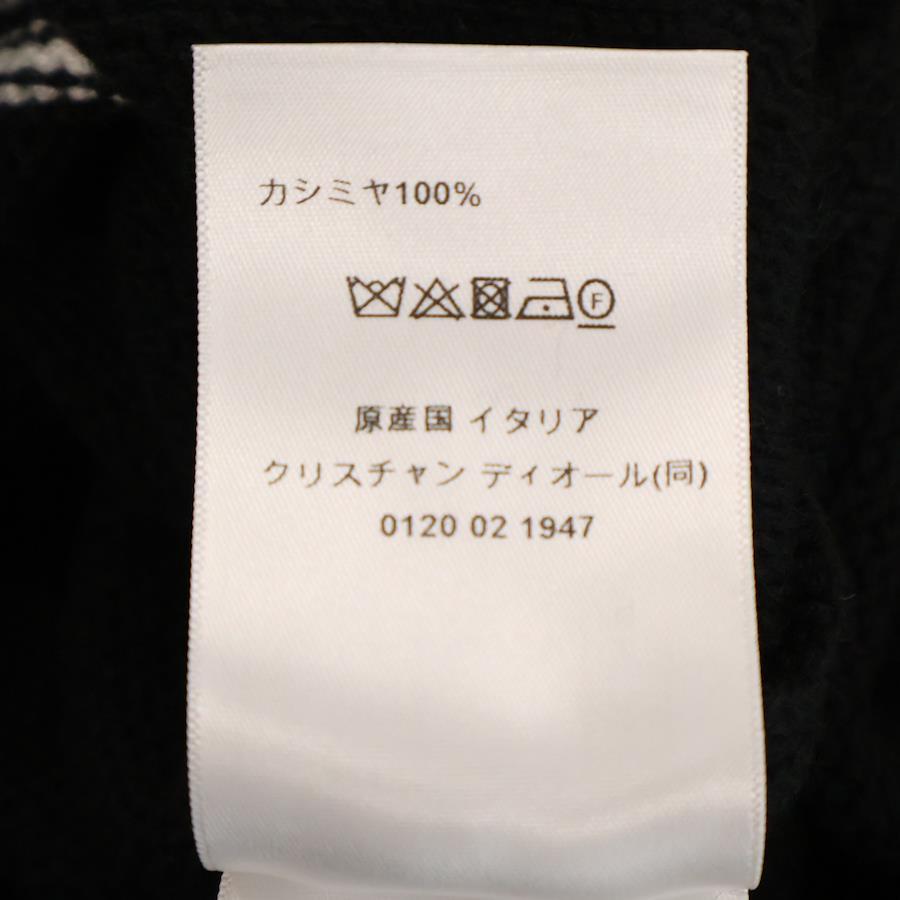 カシミヤ100%
F
原産国 イタリア
クリスチャン ディオール(同)
0120 02 1947